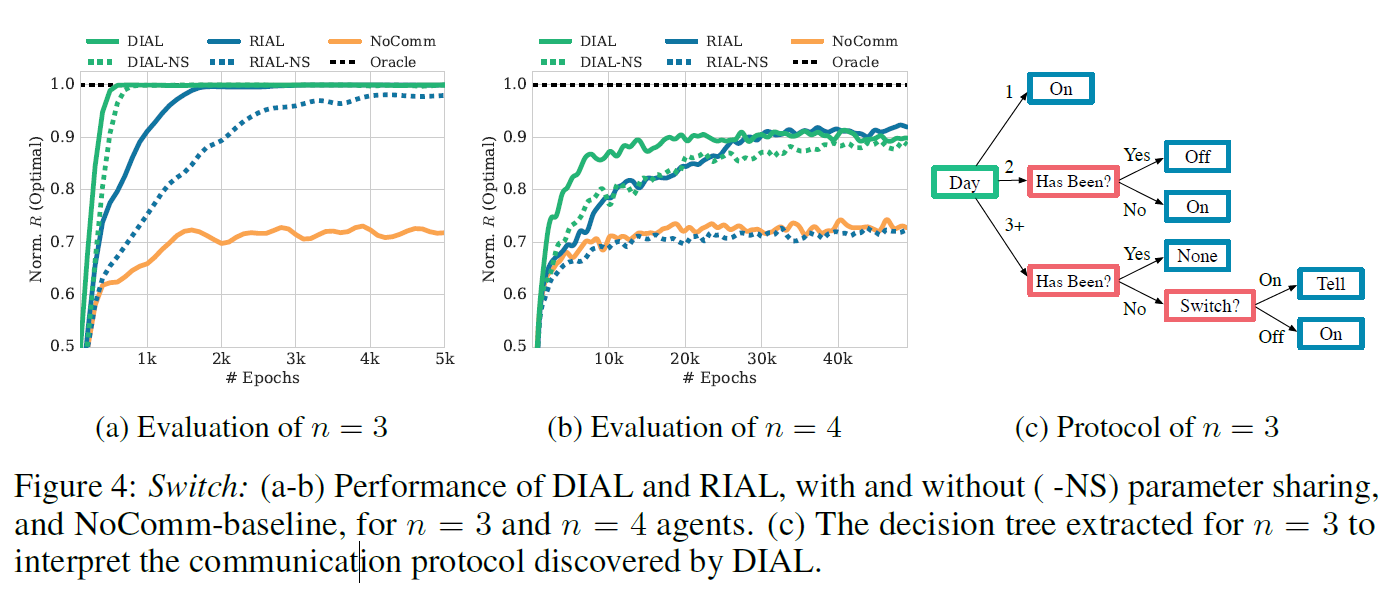 DIAL RIAL NoComm
DIAL-NS RIAL-NS Oracle
1.0
0.9
0.8
0.7
0.6
0.5
Norm. R (Optimal)
1k 2k 3k 4k 5k
# Epochs
(a) Evaluation of n = 3
DIAL RIAL NoComm
DIAL-NS RIAL-NS Oracle
1.0
0.9
0.8
0.7
0.6
0.5
Norm. R (Optimal)
10k 20k 30k 40k
# Epochs
(b) Evaluation of n = 4
Day
1
On
2
Has Been?
Yes
Off
No
On
3+
Has Been?
Yes
None
No
Switch?
On
Tell
Off
On
(c) Protocol of n = 3
Figure 4: Switch: (a-b) Performance of DIAL and RIAL, with and without ( -NS) parameter sharing,
and NoComm-baseline, for n = 3 and n = 4 agents. (c) The decision tree extracted for n = 3 to
interpret the communication protocol discovered by DIAL.